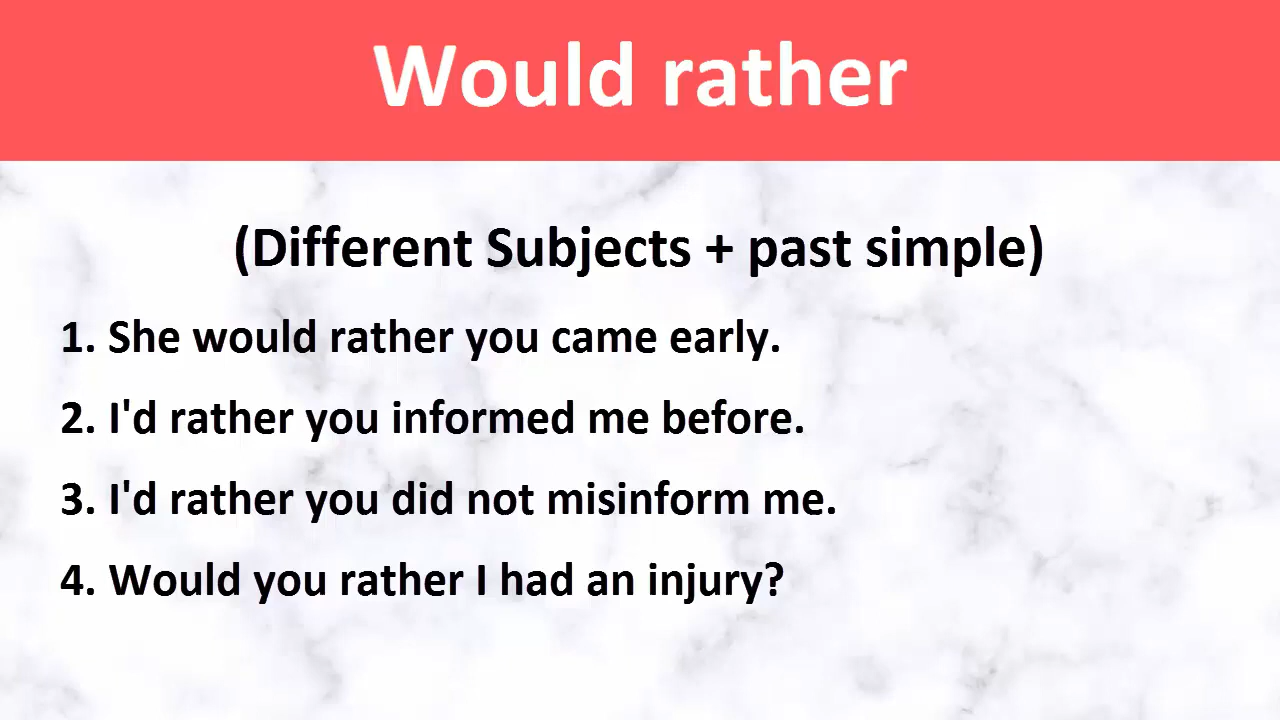 Would rather
(Different Subjects + past simple)
1. She would rather you came early.
2. I'd rather you informed me before.
3. I'd rather you did not misinform me.
4. Would you rather I had an injury?